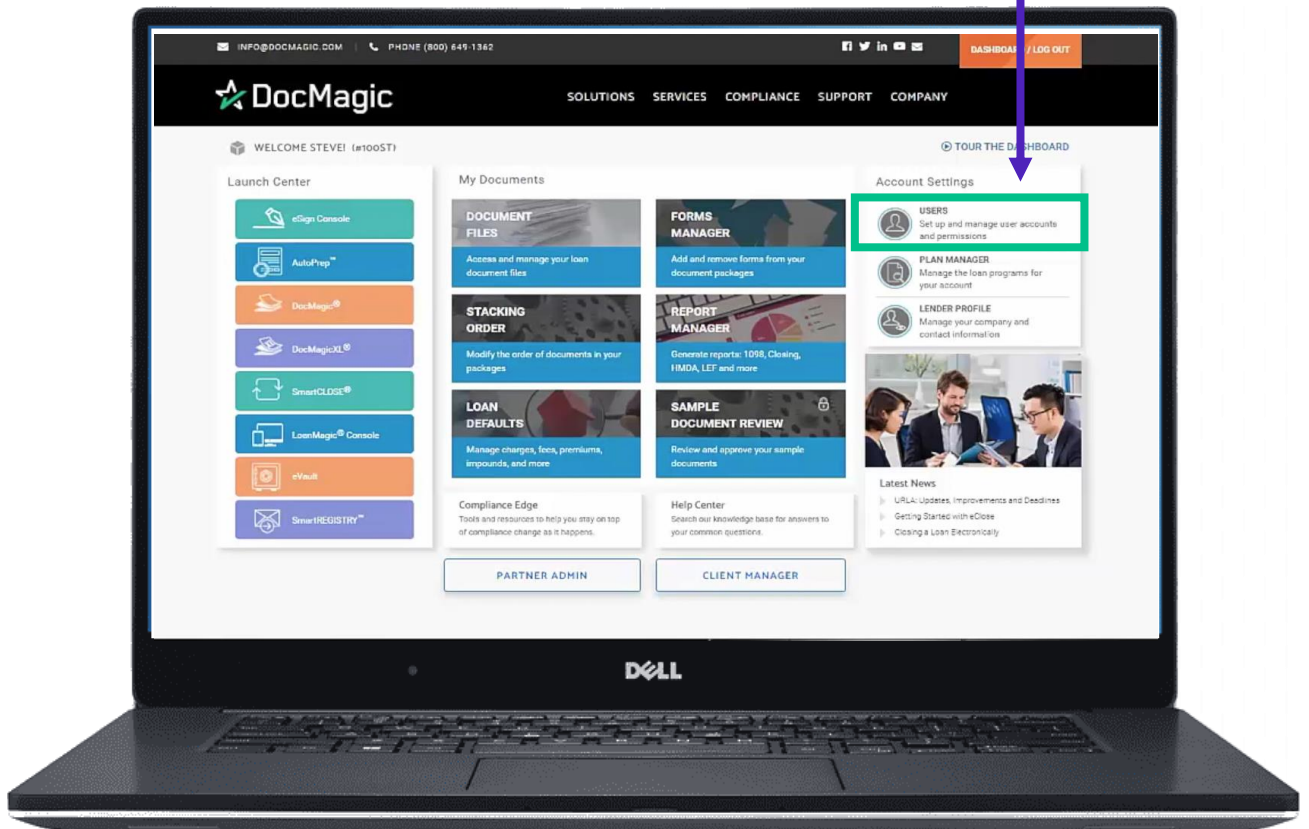 INFO@DOCMAGIC.COM | PHONE (800) 649-1362
DASHBOARD / LOG OUT
DocMagic
SOLUTIONS SERVICES COMPLIANCE SUPPORT COMPANY
WELCOME STEVE! (#100ST)
TOUR THE DASHBOARD
Launch Center
eSign Console
AutoPrep™
DocMagic®
DocMagicXL®
SmartCLOSE®
LoanMagic® Console
eVault
SmartREGISTRY™
My Documents
DOCUMENT
FILES
Access and manage your loan
document files
FORMS
MANAGER
Add and remove forms from your
document packages
STACKING
ORDER
Modify the order of documents in your
packages
REPORT
MANAGER
Generate reports: 1098, Closing,
HMDA, LEF and more
LOAN
DEFAULTS
Manage charges, fees, premiums,
impounds, and more
SAMPLE
DOCUMENT REVIEW
Review and approve your sample
documents
Compliance Edge
Tools and resources to help you stay on top
of compliance change as it happens.
Help Center
Search our knowledge base for answers to
your common questions.
PARTNER ADMIN
CLIENT MANAGER
Account Settings
USERS
Set up and manage user accounts
and permissions
PLAN MANAGER
Manage the loan programs for
your account
LENDER PROFILE
Manage your company and
contact information
Latest News
URLA: Updates, Improvements and Deadlines
Getting Started with eClose
Closing a Loan Electronically
DELL